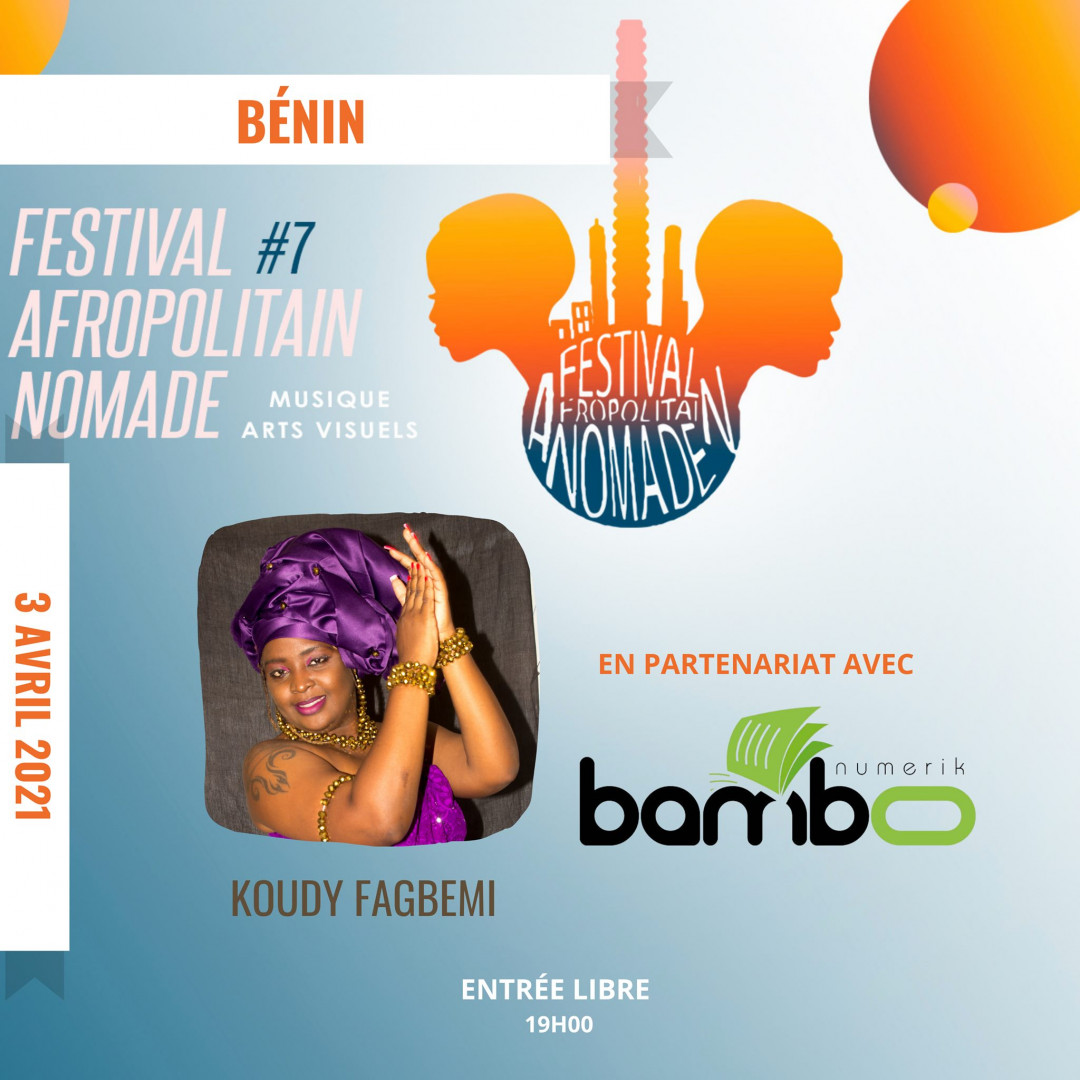 BÉNIN
FESTIVAL #7
AFROPOLITAIN
NOMADE
MUSIQUE
ARTS VISUELS
FESTIVAL
AFROPOLITAIN
NOMADE
3 AVRIL 2021
EN PARTENARIAT AVEC
numerik
bambo
KOUDY FAGBEMI
ENTRÉE LIBRE
19H00